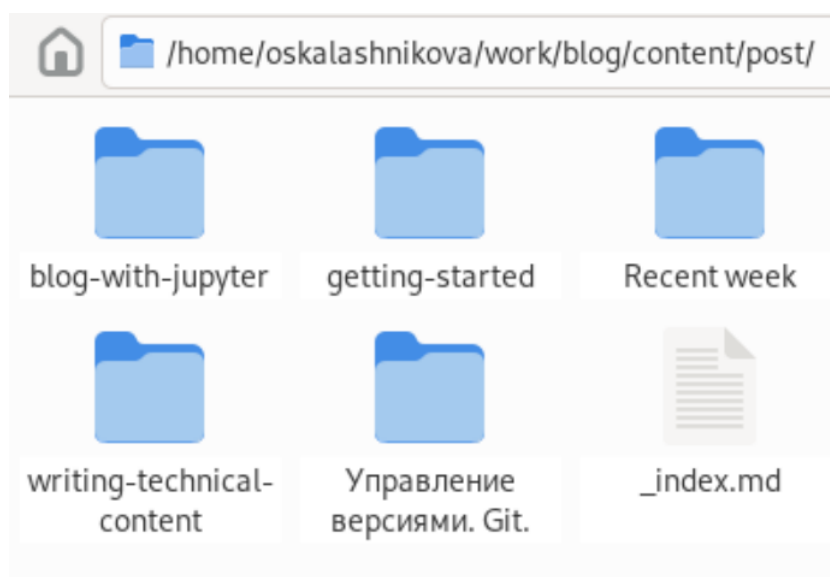 /home/oskalashnikova/work/blog/content/post/
blog-with-jupyter
getting-started
Recent week
writing-technical-
content
Управление
версиями. Git.
_index.md